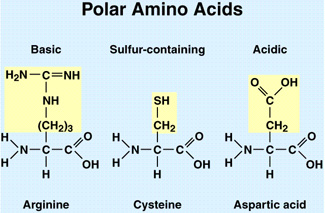 Polar Amino Acids
Basic Sulfur-containing Acidic
H₂N–C=NH
NH
(CH₂)₃
H
N–C–C
H
O
OH
H
SH
CH₂
H
N–C–C
H
O
OH
H
O OH
C
CH₂
H
N–C–C
H
O
OH
H
Arginine Cysteine Aspartic acid